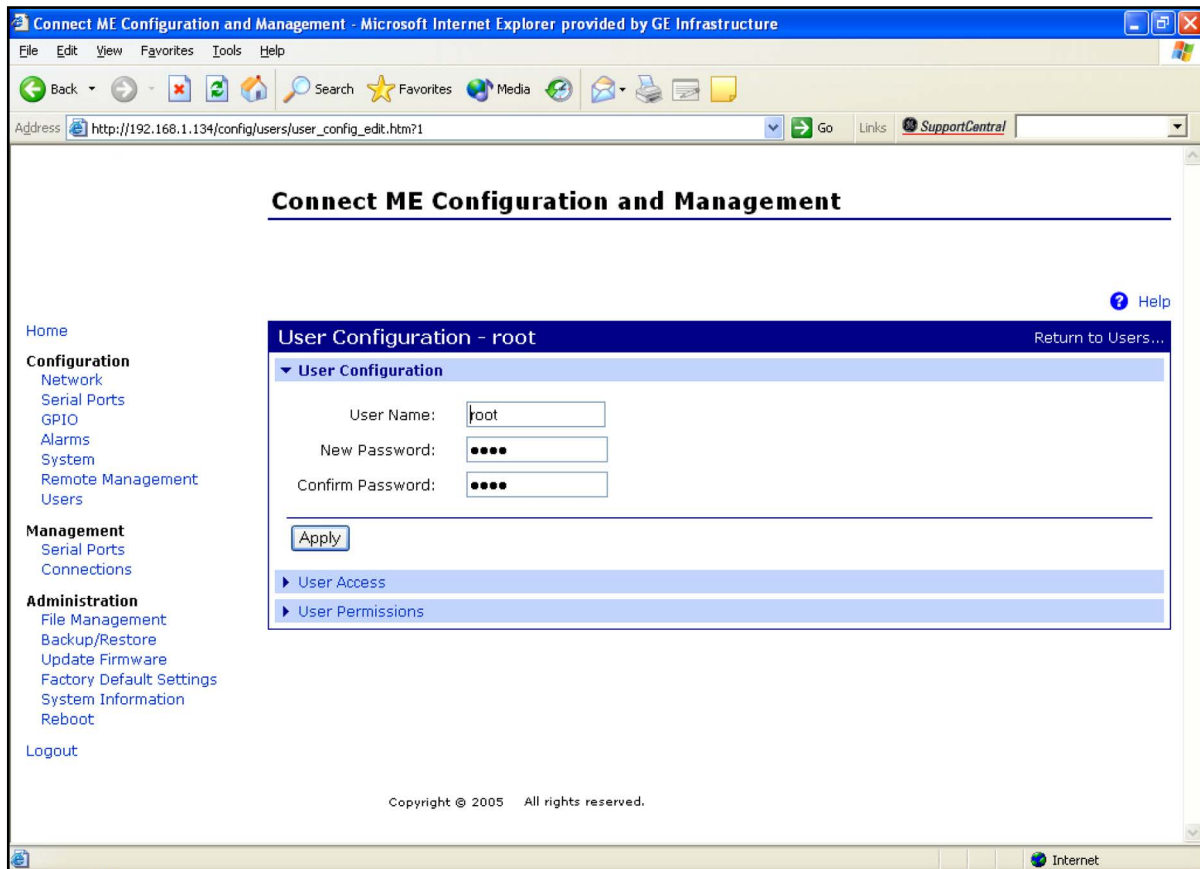 Connect ME Configuration and Management - Microsoft Internet Explorer provided by GE Infrastructure
File Edit View Favorites Tools Help
Back Search Favorites Media
Address http://192.168.1.134/config/users/user_config_edit.htm?1 Go Links SupportCentral
Connect ME Configuration and Management
Help
Home
Configuration
Network
Serial Ports
GPIO
Alarms
System
Remote Management
Users
Management
Serial Ports
Connections
Administration
File Management
Backup/Restore
Update Firmware
Factory Default Settings
System Information
Reboot
Logout
User Configuration - root Return to Users...
User Configuration
User Name: root
New Password: ●●●●
Confirm Password: ●●●●
Apply
User Access
User Permissions
Copyright © 2005 All rights reserved.
Internet